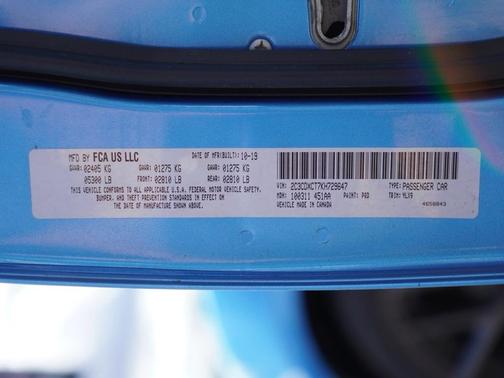 MFD BY FCA US LLC DATE OF MFR(BUILT): 10-19
GVWR: 02405 KG GAWR: 01275 KG GAWR: 01275 KG
05300 LB FRONT: 02810 LB REAR: 02810 LB
THIS VEHICLE CONFORMS TO ALL APPLICABLE U.S.A. FEDERAL MOTOR VEHICLE SAFETY,
BUMPER, AND THEFT PREVENTION STANDARDS IN EFFECT ON
THE DATE OF MANUFACTURE SHOWN ABOVE.
VIN: 2C3CDXCT7KH729647 TYPE: PASSENGER CAR
MDH: 100311 451AA PAINT: PQD TRIM: YLX9
VEHICLE MADE IN CANADA 4658843